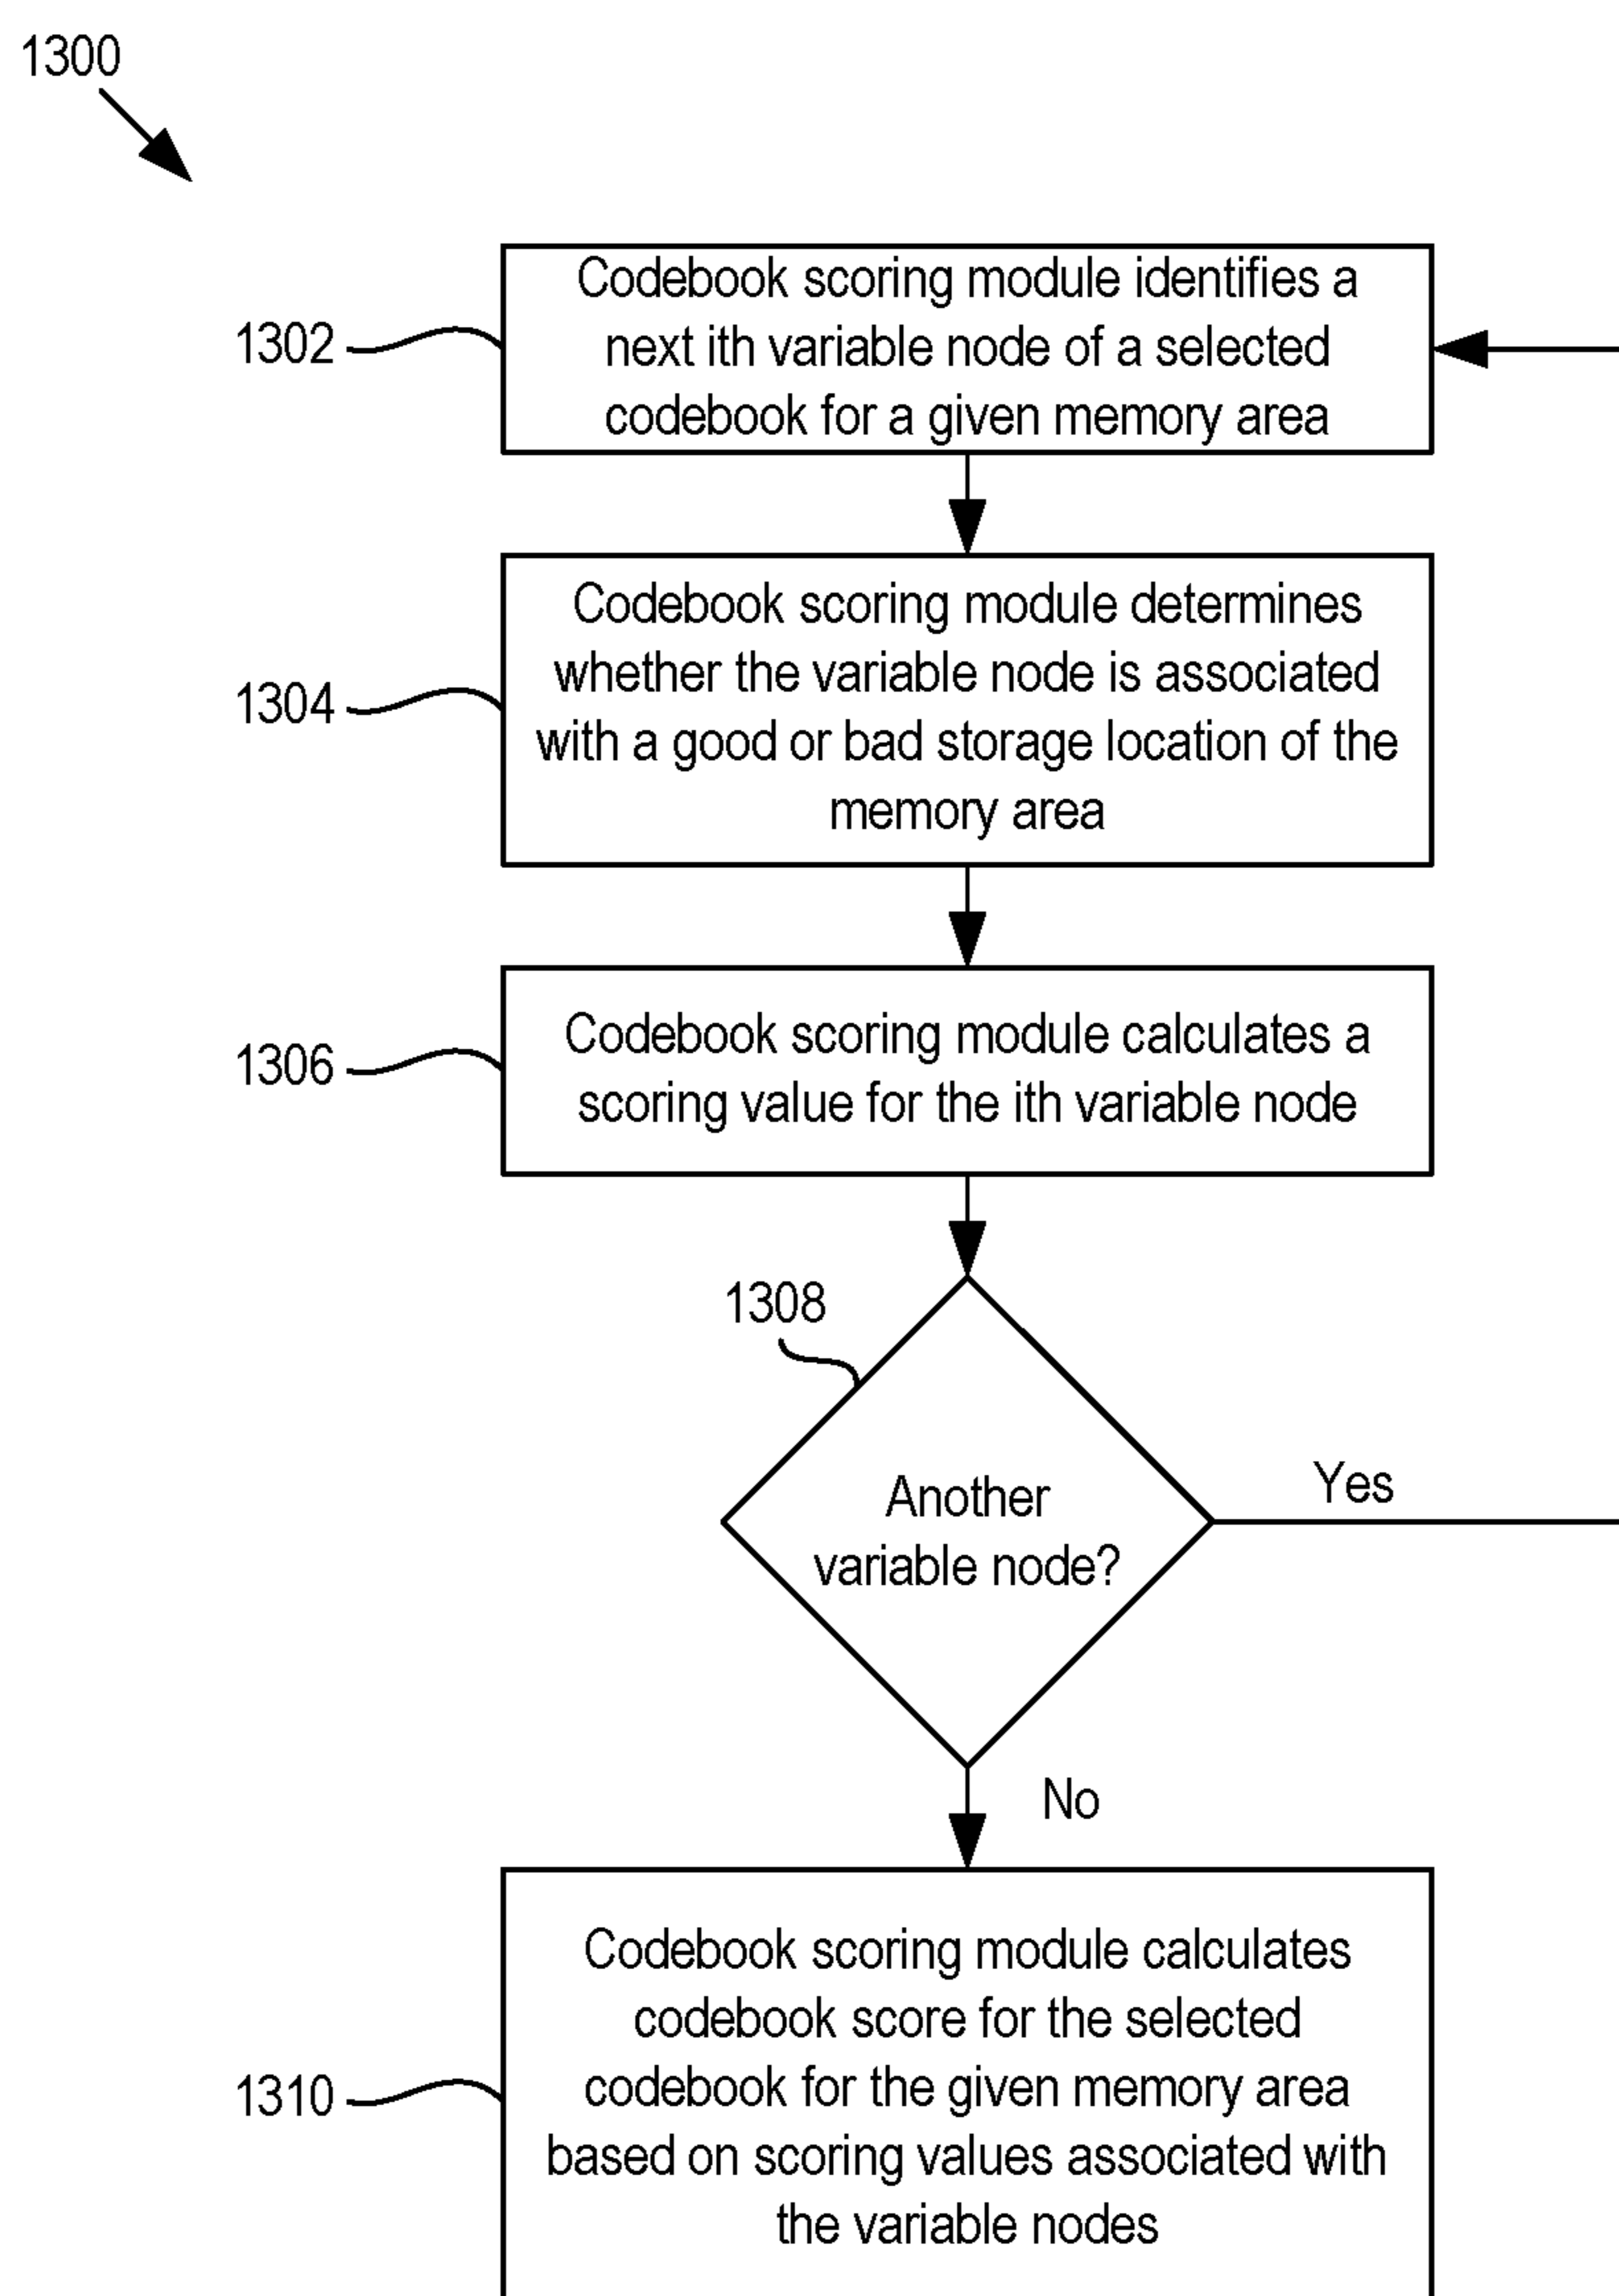 1300
1302
Codebook scoring module identifies a
next ith variable node of a selected
codebook for a given memory area
1304
Codebook scoring module determines
whether the variable node is associated
with a good or bad storage location of the
memory area
1306
Codebook scoring module calculates a
scoring value for the ith variable node
1308
Another
variable node?
Yes
No
1310
Codebook scoring module calculates
codebook score for the selected
codebook for the given memory area
based on scoring values associated with
the variable nodes